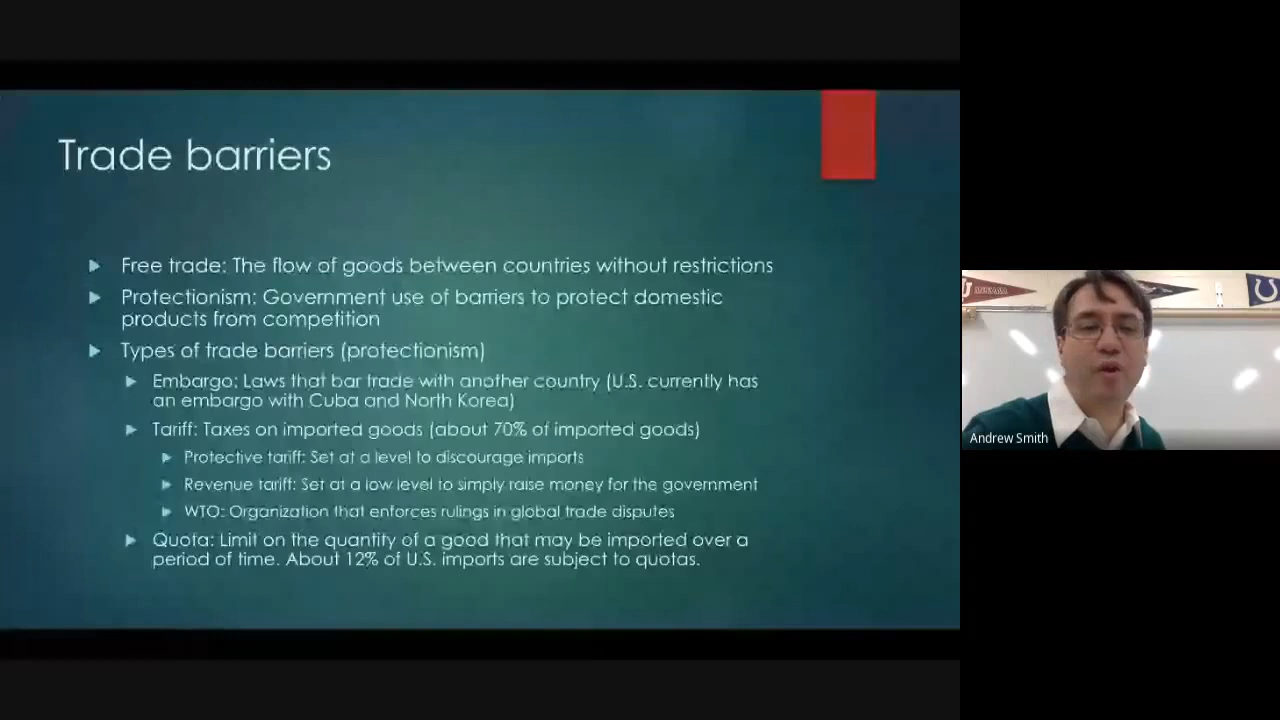 Trade barriers
Free trade: The flow of goods between countries without restrictions
Protectionism: Government use of barriers to protect domestic
products from competition
Types of trade barriers (protectionism)
Embargo: Laws that bar trade with another country (U.S. currently has
an embargo with Cuba and North Korea)
Tariff: Taxes on imported goods (about 70% of imported goods)
Protective tariff: Set at a level to discourage imports
Revenue tariff: Set at a low level to simply raise money for the government
WTO: Organization that enforces rulings in global trade disputes
Quota: Limit on the quantity of a good that may be imported over a
period of time. About 12% of U.S. imports are subject to quotas.
Andrew Smith